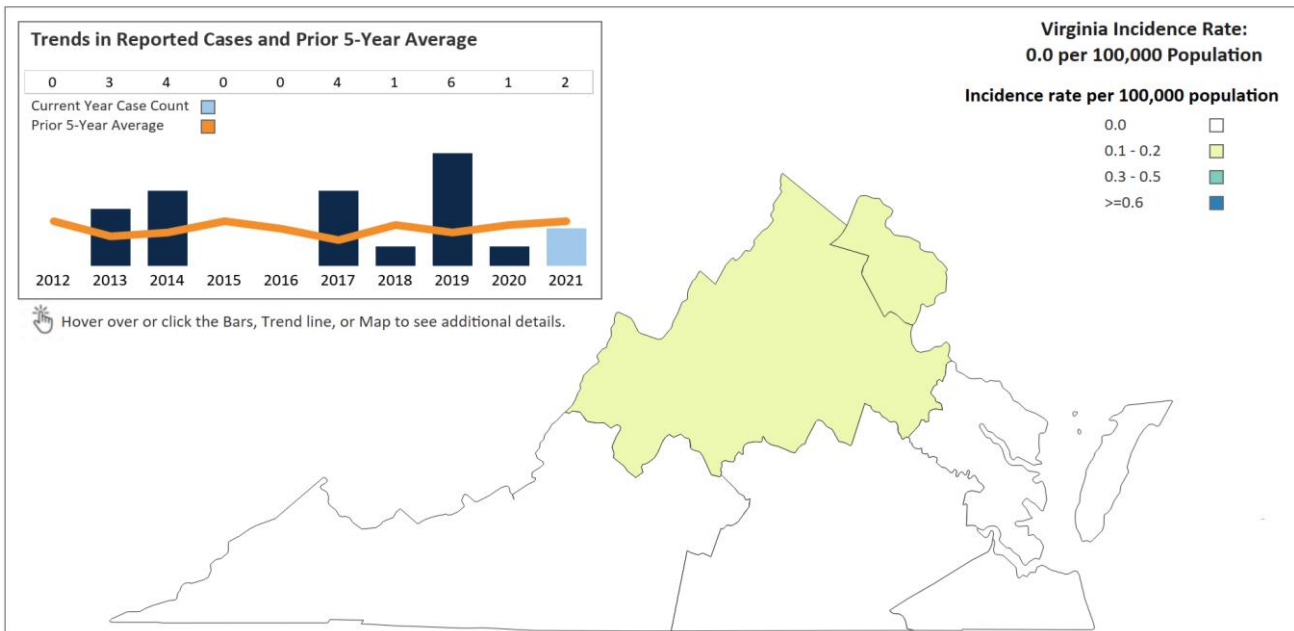 Trends in Reported Cases and Prior 5-Year Average
0 3 4 0 0 4 1 6 1 2
Current Year Case Count
Prior 5-Year Average
2012 2013 2014 2015 2016 2017 2018 2019 2020 2021
Hover over or click the Bars, Trend line, or Map to see additional details.
Virginia Incidence Rate:
0.0 per 100,000 Population
Incidence rate per 100,000 population
0.0
0.1 - 0.2
0.3 - 0.5
>=0.6